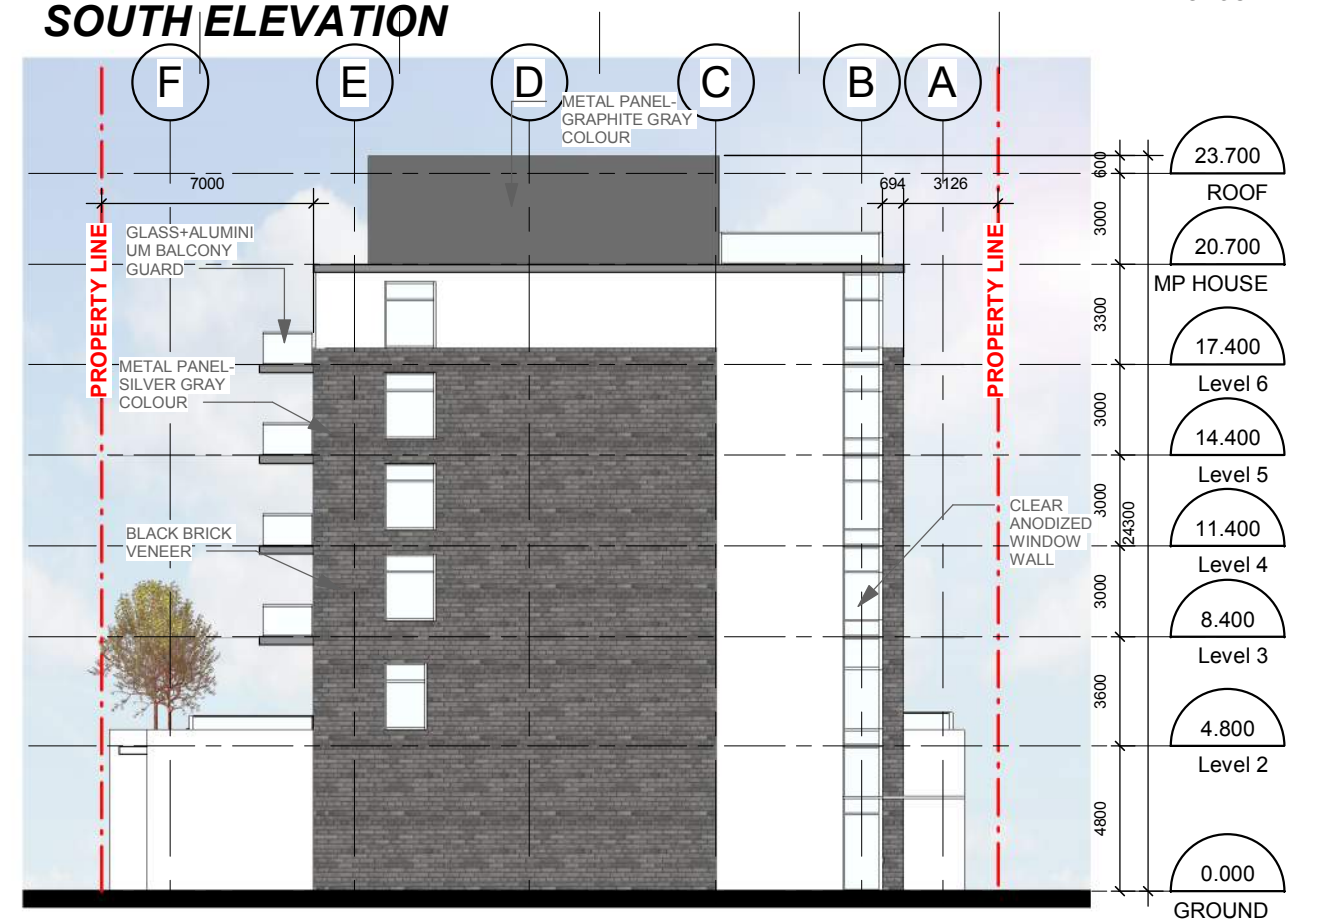 SOUTH ELEVATION
F
E
D
C
B
A
METAL PANEL-
GRAPHITE GRAY
COLOUR
7000
694
3126
GLASS+ALUMINI
UM BALCONY
GUARD
PROPERTY LINE
METAL PANEL-
SILVER GRAY
COLOUR
BLACK BRICK
VENEER
PROPERTY LINE
CLEAR
ANODIZED
WINDOW
WALL
600
3000
3300
3000
3000
3000
3600
4800
24300
23.700
ROOF
20.700
MP HOUSE
17.400
Level 6
14.400
Level 5
11.400
Level 4
8.400
Level 3
4.800
Level 2
0.000
GROUND